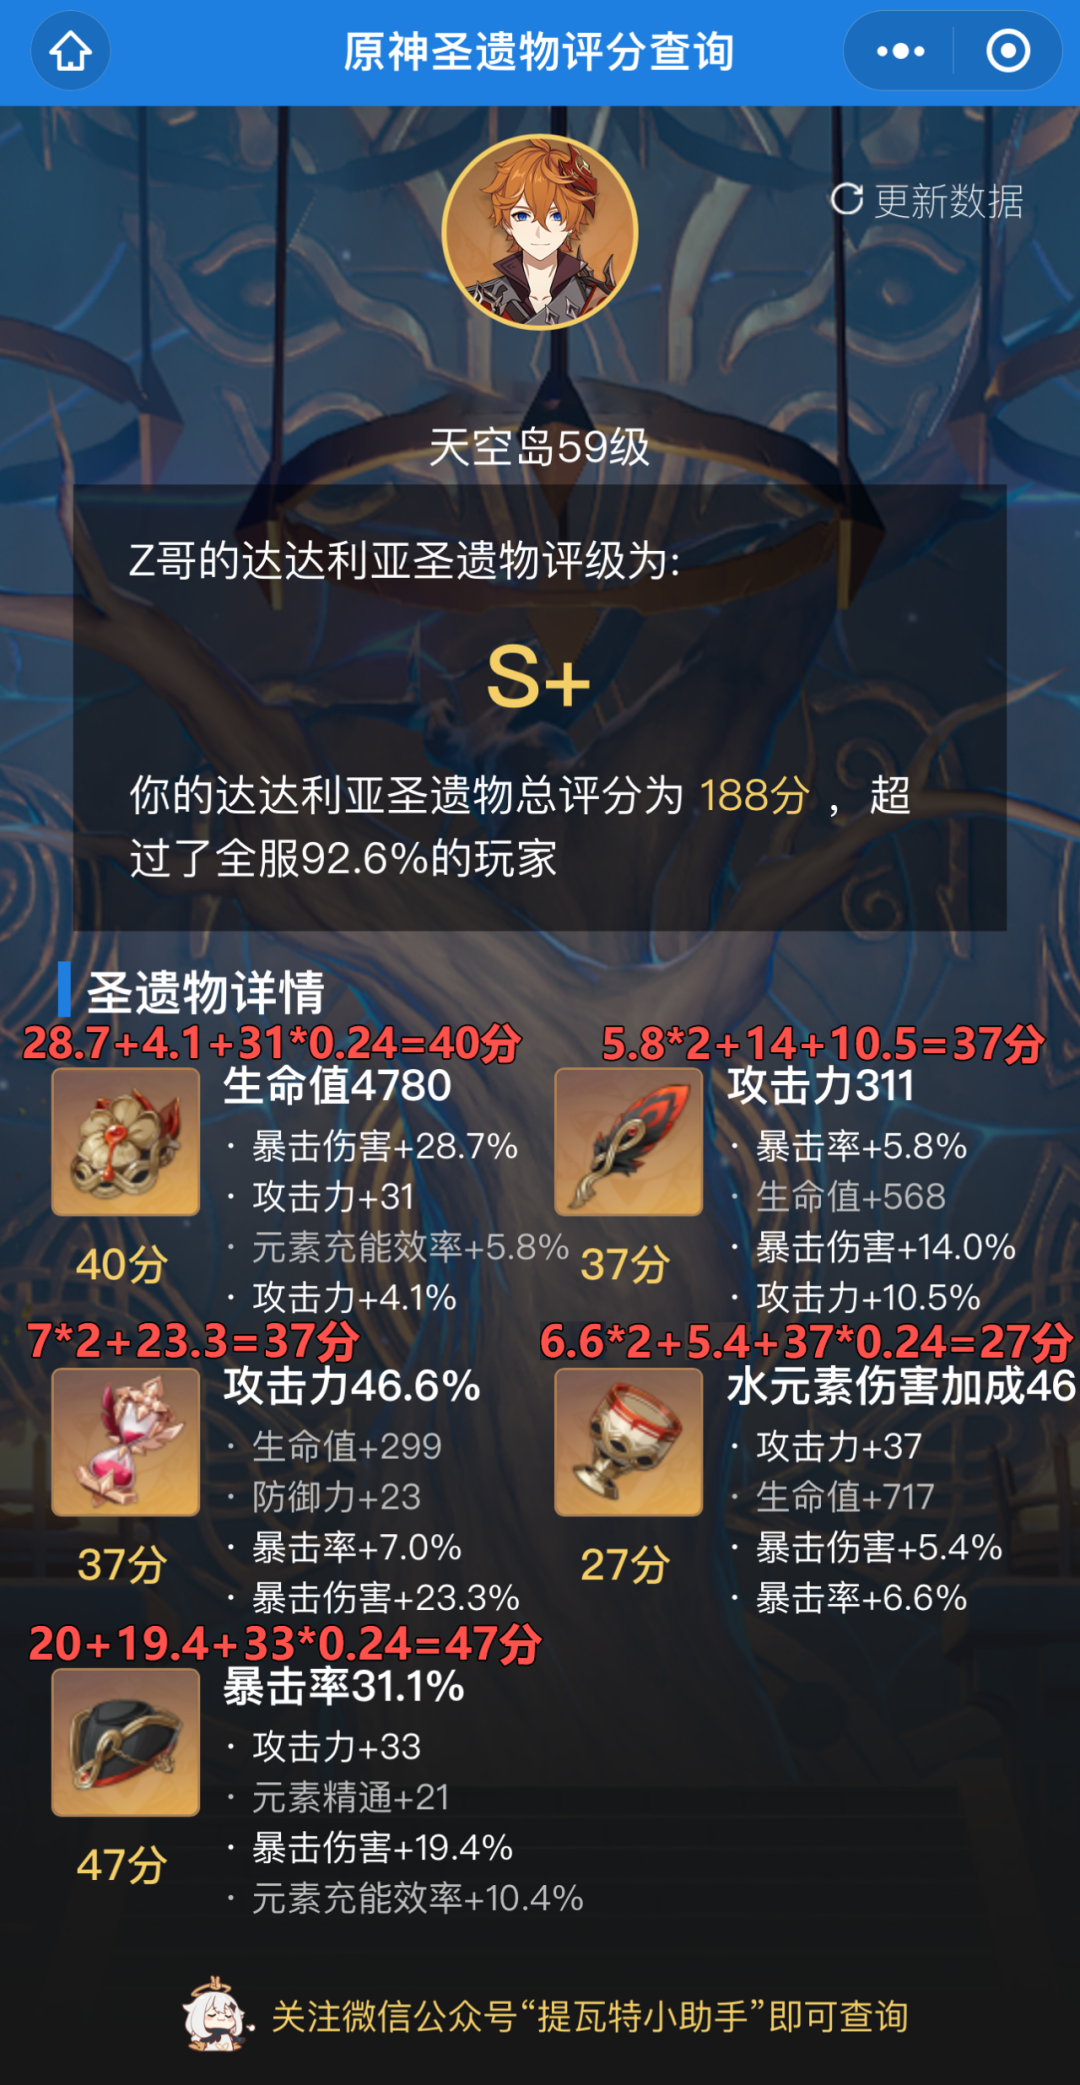 原神圣遗物评分查询
更新数据
天空岛59级
Z哥的达达利亚圣遗物评级为:
S+
你的达达利亚圣遗物总评分为 188分 ，超
过了全服92.6%的玩家
圣遗物详情
28.7+4.1+31*0.24=40分
生命值4780
· 暴击伤害+28.7%
· 攻击力+31
· 元素充能效率+5.8%
· 攻击力+4.1%
40分
5.8*2+14+10.5=37分
攻击力311
· 暴击率+5.8%
· 生命值+568
· 暴击伤害+14.0%
· 攻击力+10.5%
37分
7*2+23.3=37分
攻击力46.6%
· 生命值+299
· 防御力+23
· 暴击率+7.0%
· 暴击伤害+23.3%
37分
6.6*2+5.4+37*0.24=27分
水元素伤害加成46
· 攻击力+37
· 生命值+717
· 暴击伤害+5.4%
· 暴击率+6.6%
27分
20+19.4+33*0.24=47分
暴击率31.1%
· 攻击力+33
· 元素精通+21
· 暴击伤害+19.4%
· 元素充能效率+10.4%
47分
关注微信公众号“提瓦特小助手”即可查询